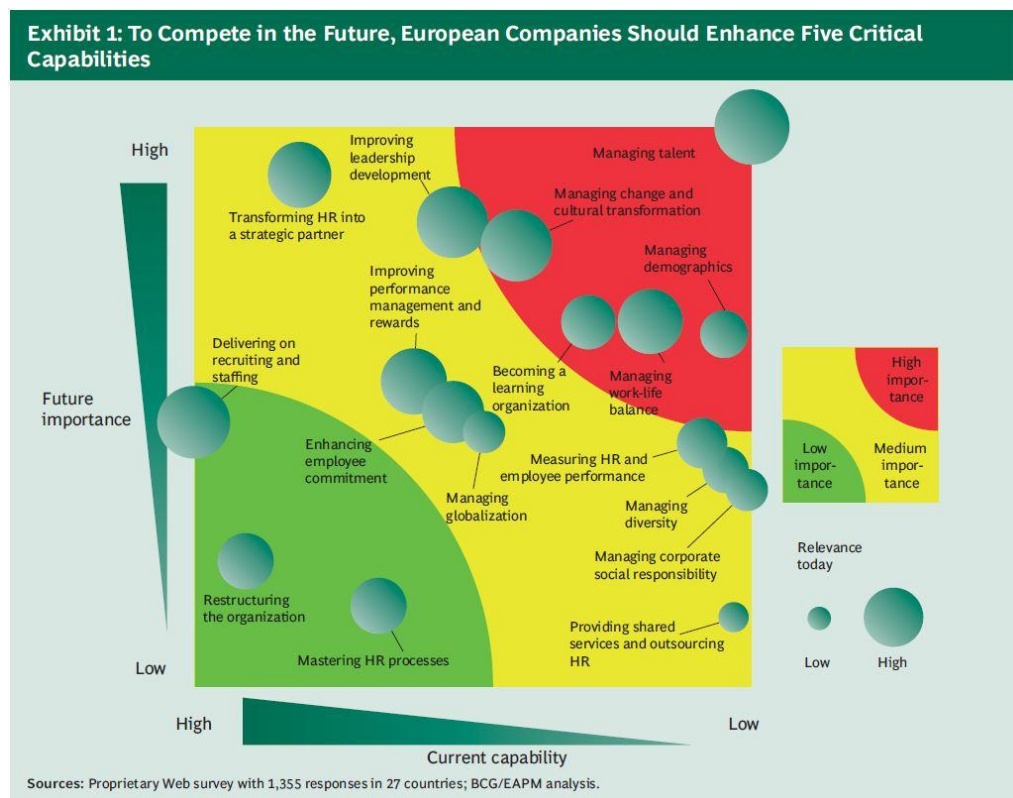 Exhibit 1: To Compete in the Future, European Companies Should Enhance Five Critical
Capabilities
High
Future
importance
Low
Improving
leadership
development
Managing talent
Transforming HR into
a strategic partner
Managing change and
cultural transformation
Managing
demographics
Improving
performance
management and
rewards
Delivering on
recruiting and
staffing
Becoming a
learning
organization
Managing
work-life
balance
Enhancing
employee
commitment
Managing
globalization
Measuring HR and
employee performance
Managing
diversity
Managing corporate
social responsibility
Restructuring
the organization
Mastering HR processes
Providing shared
services and outsourcing
HR
High
impor-
tance
Low
impor-
tance
Medium
impor-
tance
Relevance
today
Low
High
High
Low
Current capability
Sources: Proprietary Web survey with 1,355 responses in 27 countries; BCG/EAPM analysis.